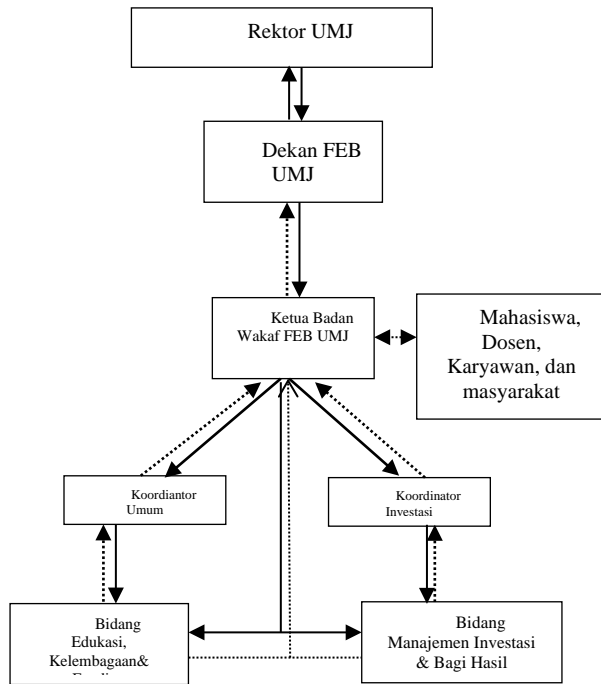 Rektor UMJ
Dekan FEB
UMJ
Ketua Badan
Wakaf FEB UMJ
Mahasiswa,
Dosen,
Karyawan, dan
masyarakat
Koordiantor
Umum
Koordinator
Investasi
Bidang
Edukasi,
Kelembagaan&
Bidang
Manajemen Investasi
& Bagi Hasil